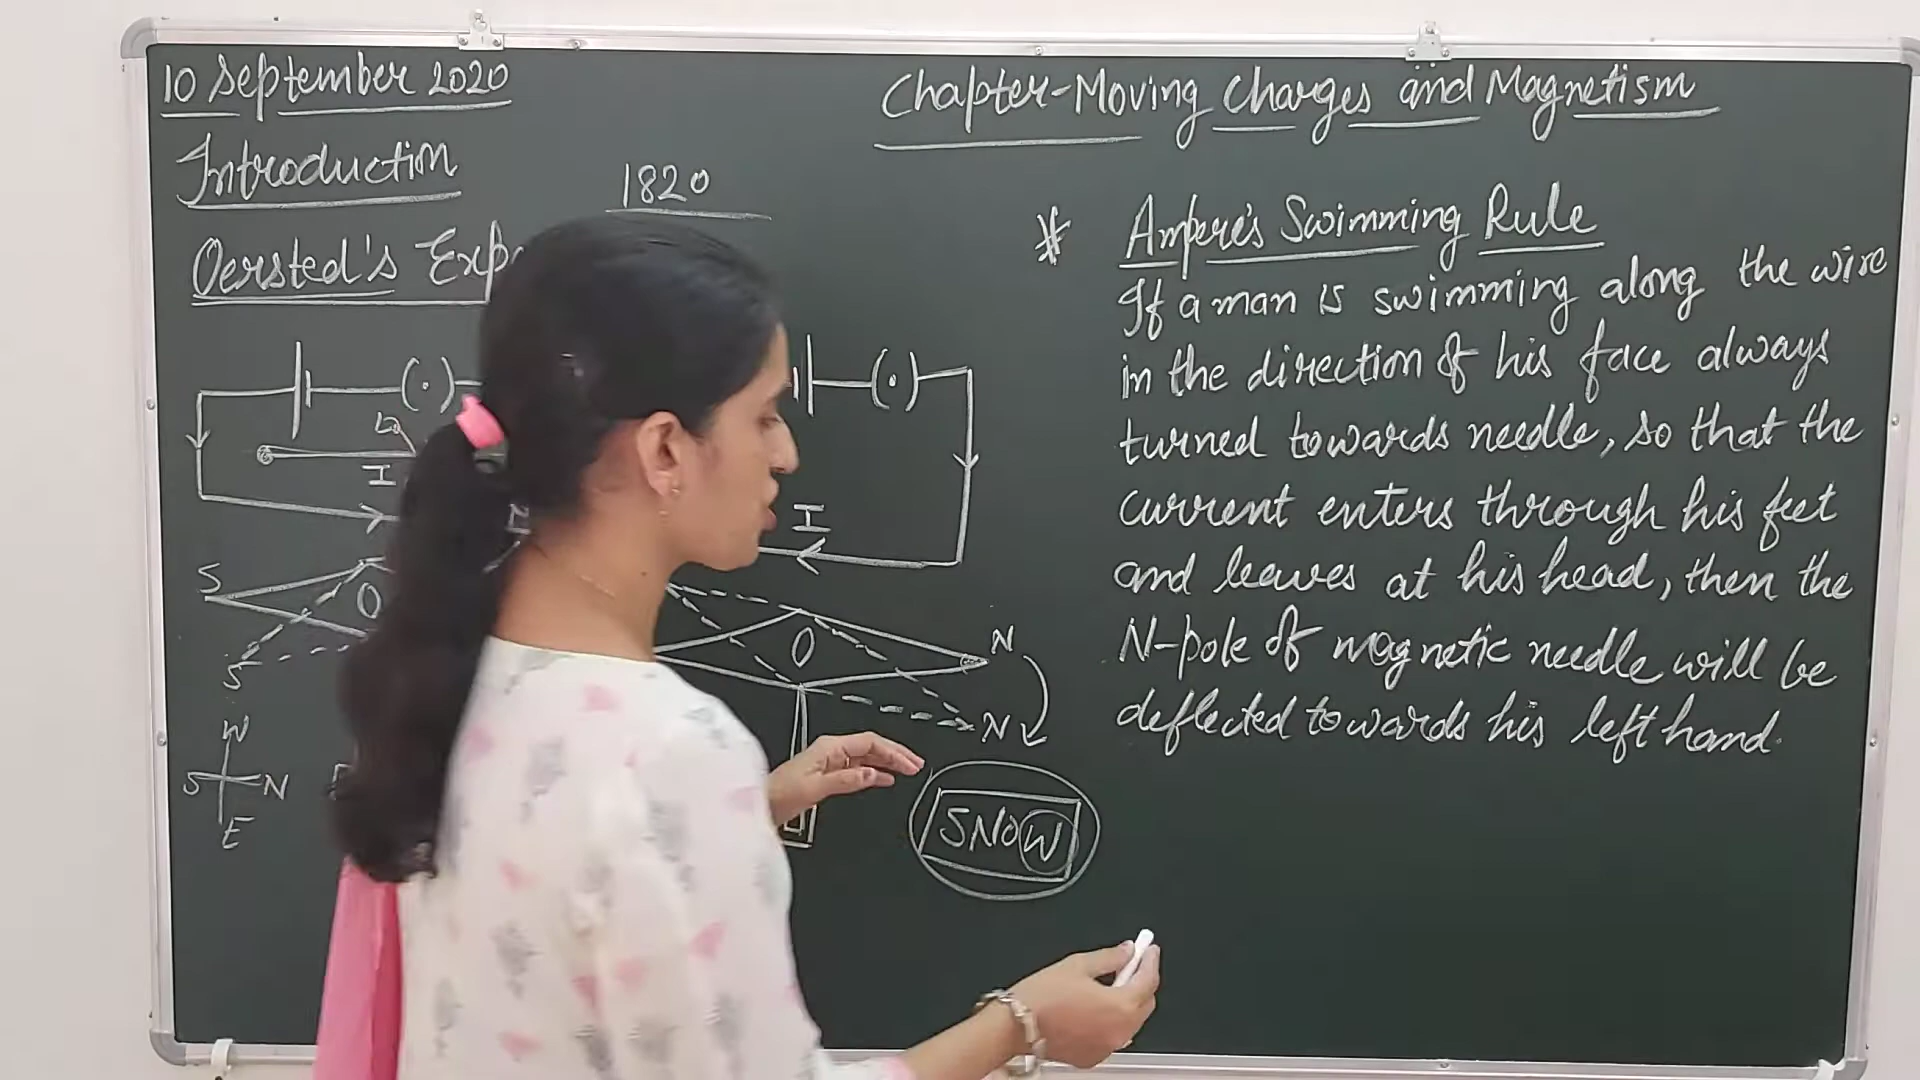 10 September 2020
Chapter-Moving Charges and Magnetism
Introduction
1820
Oersted's Exp
I
S
O
S
W
S N
E
I
O
N
N
SNOW
* Ampere's Swimming Rule
If a man is swimming along the wire
in the direction of his face always
turned towards needle, so that the
current enters through his feet
and leaves at his head, then the
N-pole of magnetic needle will be
deflected towards his left hand.